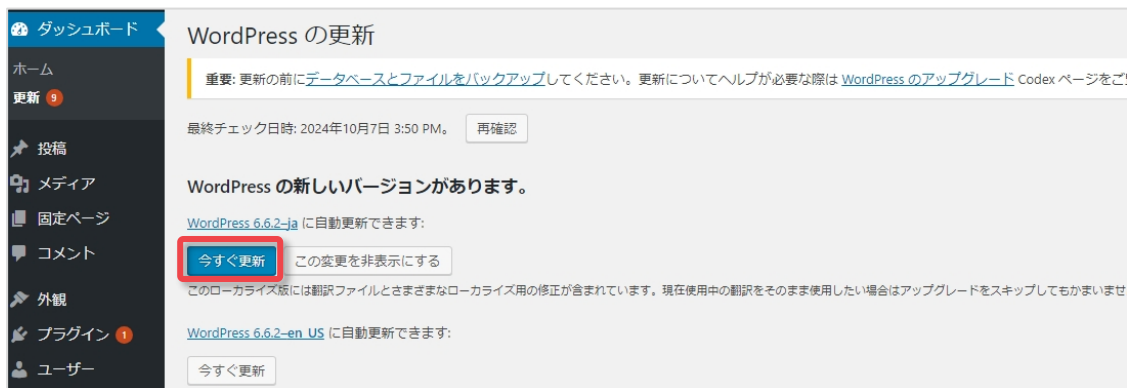 ダッシュボード
ホーム
更新 9
投稿
メディア
固定ページ
コメント
外観
プラグイン 1
ユーザー
WordPress の更新
重要: 更新の前にデータベースとファイルをバックアップしてください。更新についてヘルプが必要な際は WordPress のアップグレード Codex ページをご
最終チェック日時: 2024年10月7日 3:50 PM。 再確認
WordPress の新しいバージョンがあります。
WordPress 6.6.2–ja に自動更新できます:
今すぐ更新 この変更を非表示にする
このローカライズ版には翻訳ファイルとさまざまなローカライズ用の修正が含まれています。現在使用中の翻訳をそのまま使用したい場合はアップグレードをスキップしてもかまいませ
WordPress 6.6.2–en_US に自動更新できます:
今すぐ更新